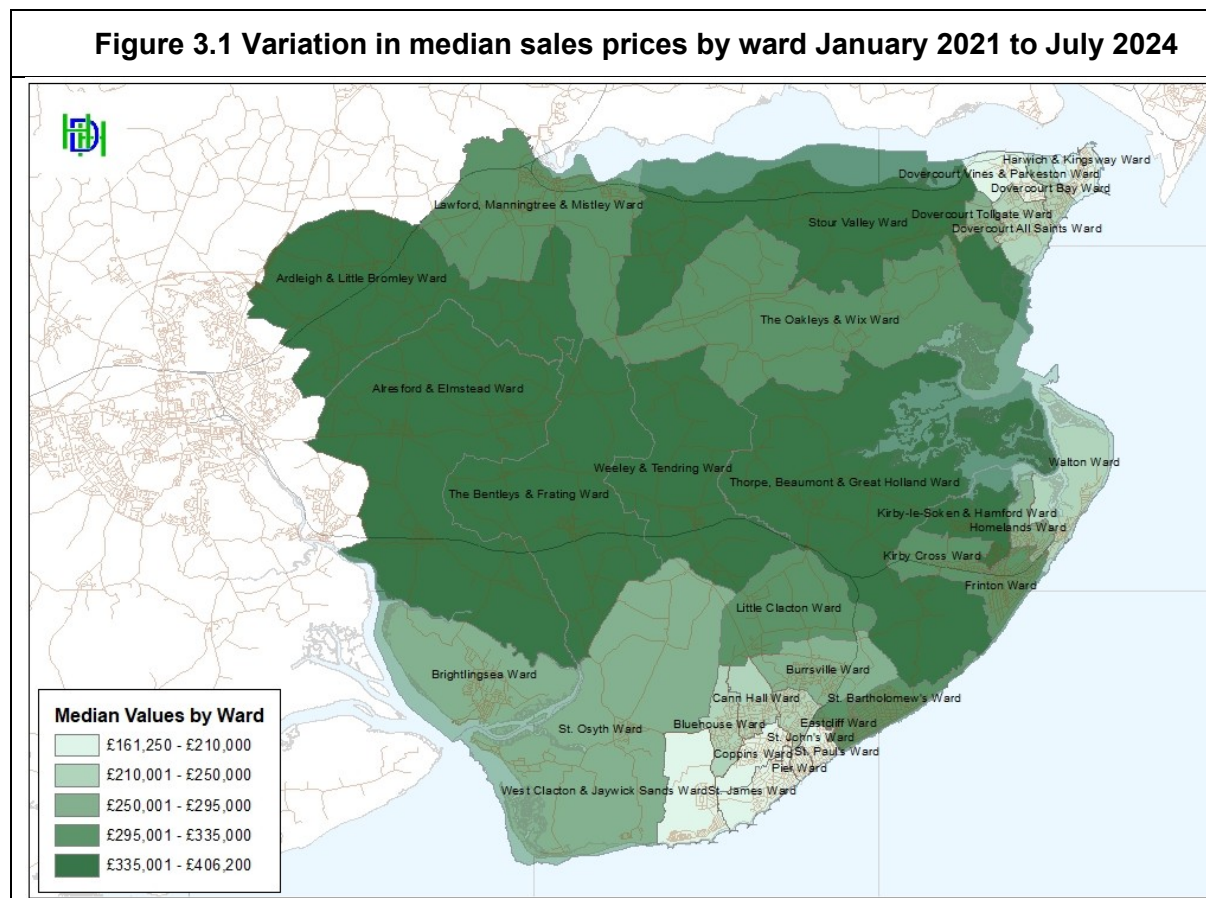 Figure 3.1 Variation in median sales prices by ward January 2021 to July 2024
HDH
Harwich & Kingsway Ward
Dovercourt Vines & Parkeston Ward
Dovercourt Bay Ward
Lawford, Manningtree & Mistley Ward
Dovercourt Tollgate Ward
Stour Valley Ward
Dovercourt All Saints Ward
Ardleigh & Little Bromley Ward
The Oakleys & Wix Ward
Alresford & Elmstead Ward
Walton Ward
Weeley & Tendring Ward
Thorpe, Beaumont & Great Holland Ward
The Bentleys & Frating Ward
Kirby-le-Soken & Hamford Ward
Homelands Ward
Kirby Cross Ward
Frinton Ward
Little Clacton Ward
Brightlingsea Ward
Burrsville Ward
Cann Hall Ward
St. Bartholomew's Ward
St. Osyth Ward
Bluehouse Ward
Eastcliff Ward
St. John's Ward
Coppins Ward
St. Paul's Ward
Pier Ward
West Clacton & Jaywick Sands Ward
St. James Ward
Median Values by Ward
£161,250 - £210,000
£210,001 - £250,000
£250,001 - £295,000
£295,001 - £335,000
£335,001 - £406,200